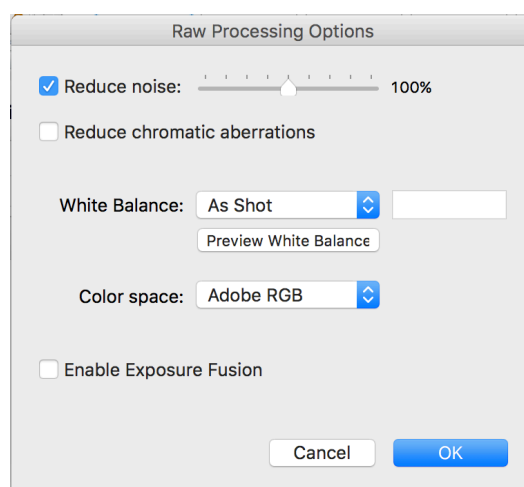 Raw Processing Options
Reduce noise: 100%
Reduce chromatic aberrations
White Balance: As Shot
Preview White Balance
Color space: Adobe RGB
Enable Exposure Fusion
Cancel OK